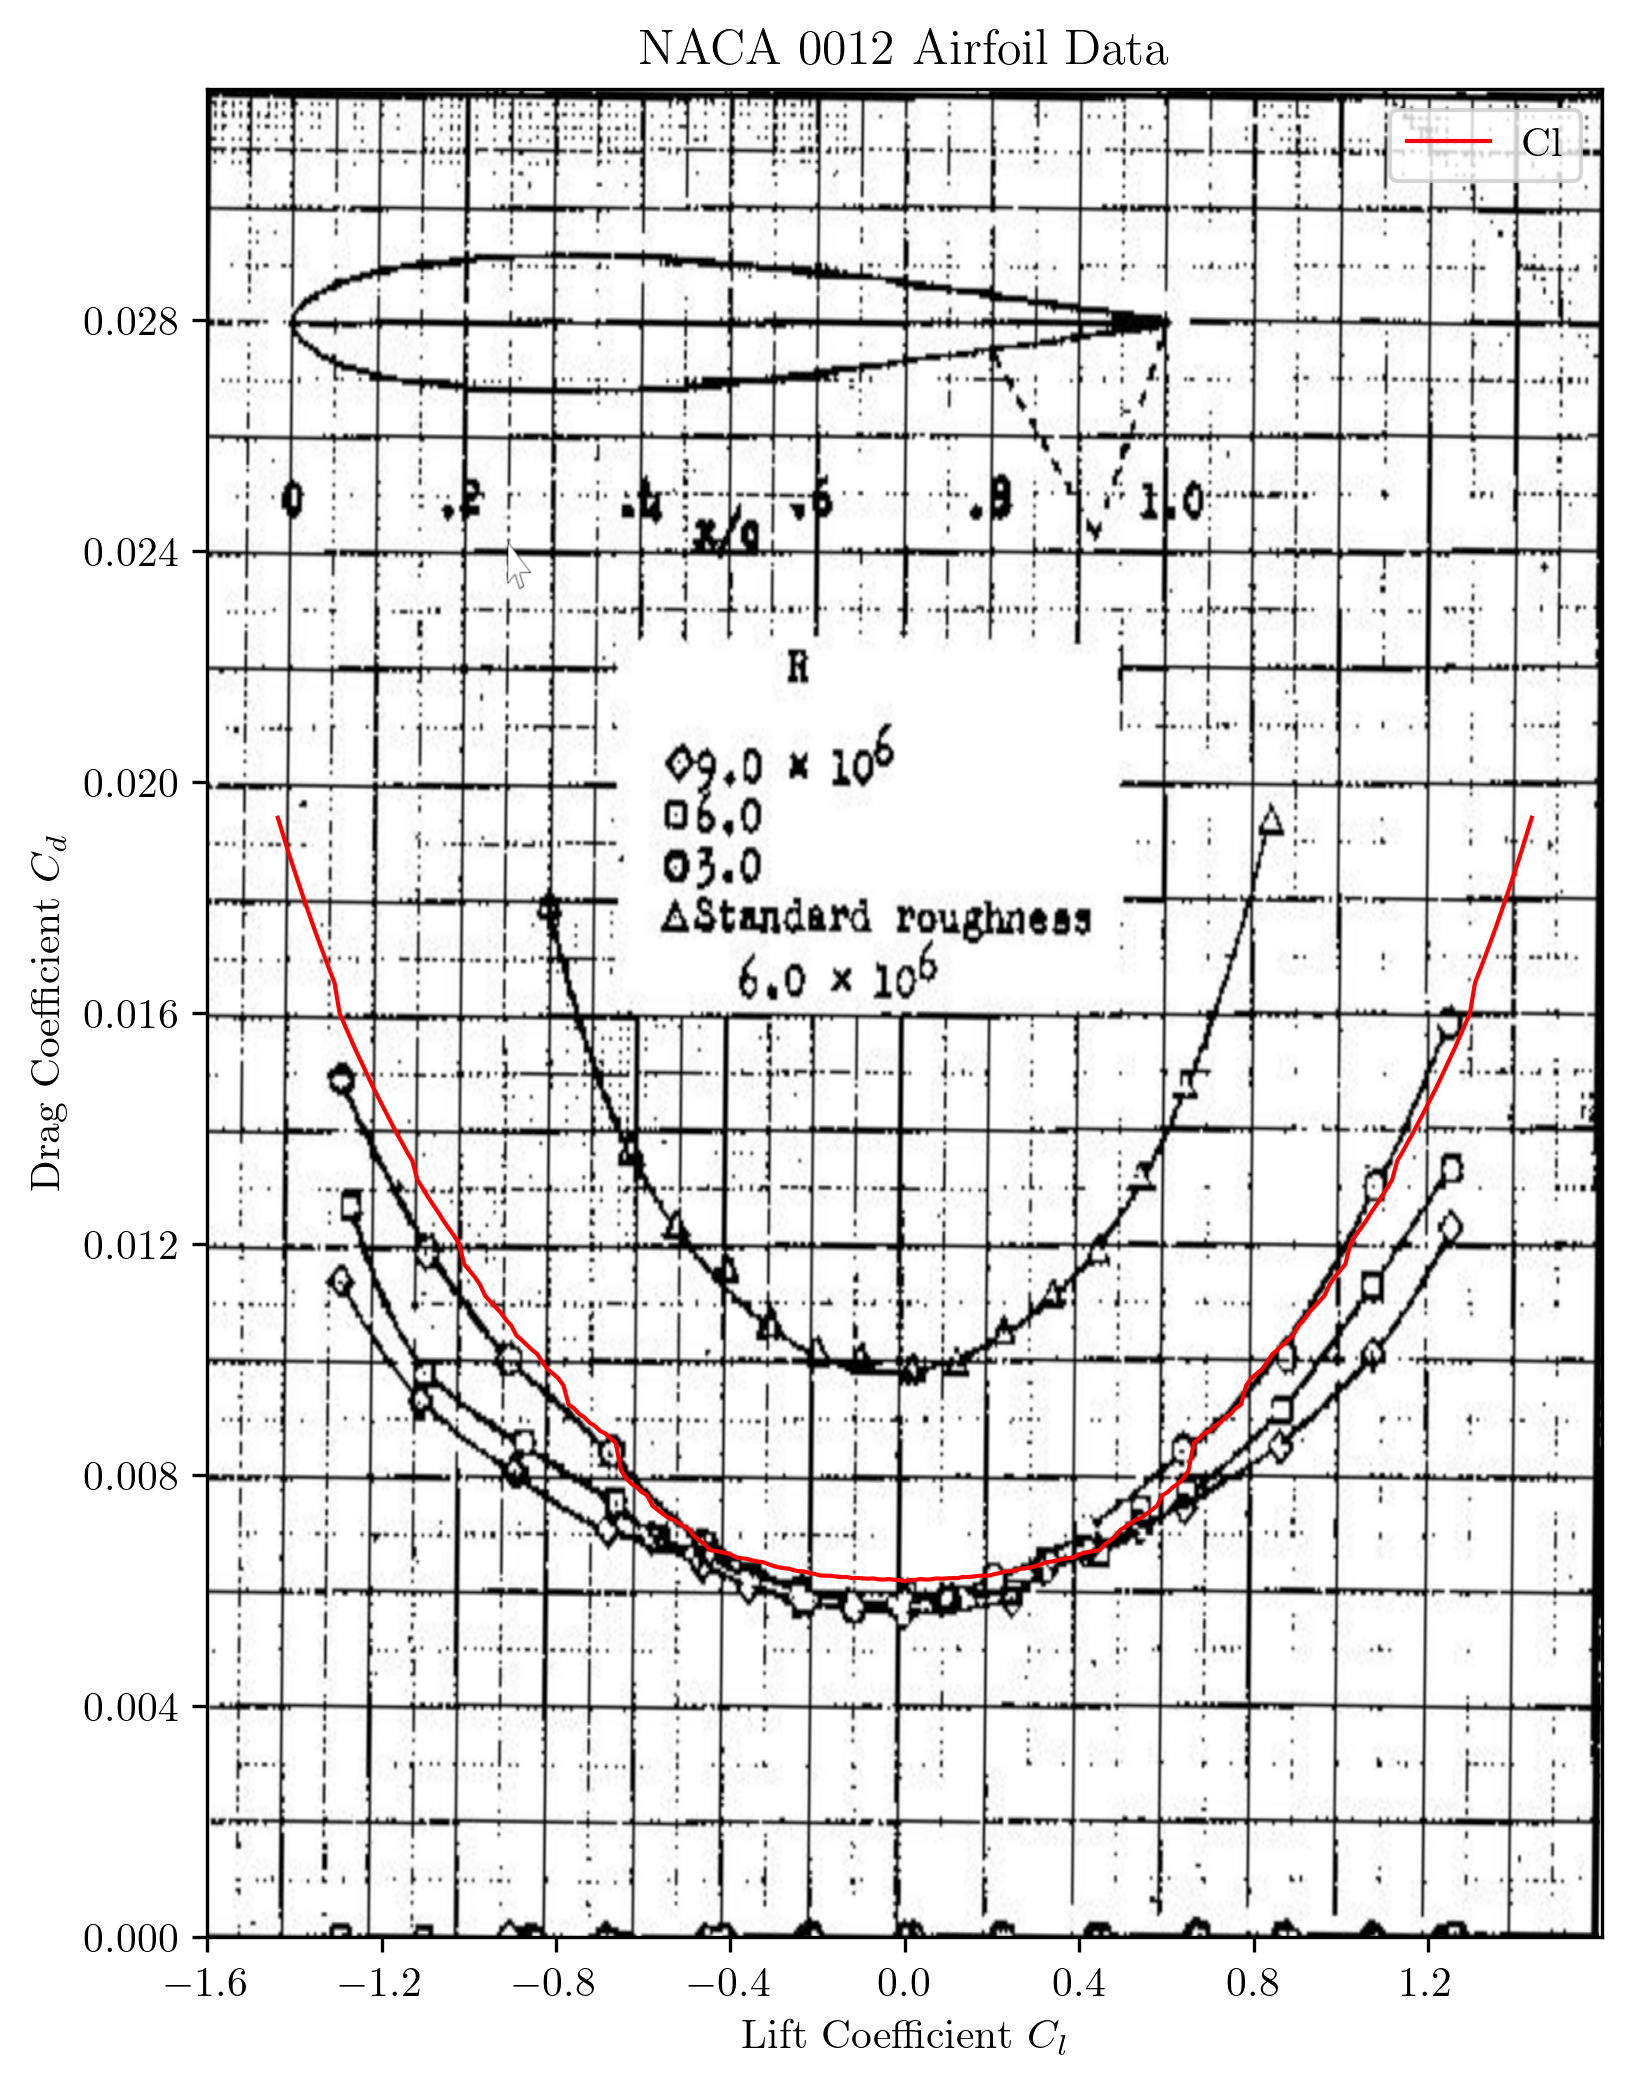 NACA 0012 Airfoil Data
Cl
0.028
0 .2 .4 .6 .8 1.0
x/c
0.024
R
9.0 × 10⁶
0.020
6.0
3.0
Standard roughness
6.0 × 10⁶
0.016
0.012
0.008
0.004
0.000
−1.6 −1.2 −0.8 −0.4 0.0 0.4 0.8 1.2
Lift Coefficient C_l
Drag Coefficient C_d